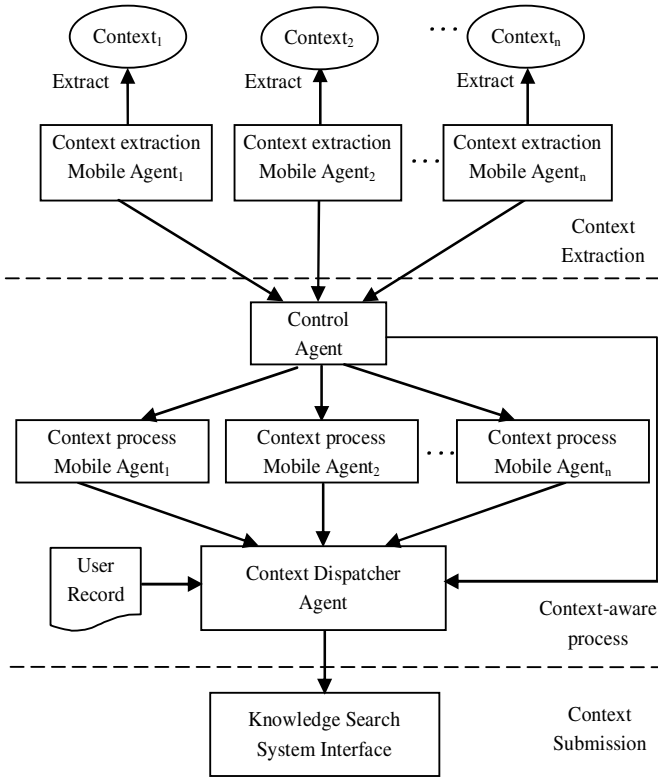 Context₁
Context₂
...
Contextₙ
Extract
Extract
Extract
Context extraction
Mobile Agent₁
Context extraction
Mobile Agent₂
...
Context extraction
Mobile Agentₙ
Context
Extraction
Control
Agent
Context process
Mobile Agent₁
Context process
Mobile Agent₂
...
Context process
Mobile Agentₙ
User
Record
Context Dispatcher
Agent
Context-aware
process
Knowledge Search
System Interface
Context
Submission